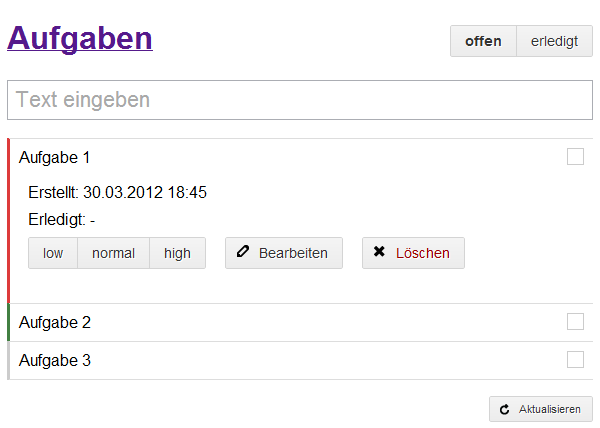 Aufgaben
offen erledigt
Text eingeben
Aufgabe 1
Erstellt: 30.03.2012 18:45
Erledigt: -
low normal high Bearbeiten Löschen
Aufgabe 2
Aufgabe 3
Aktualisieren